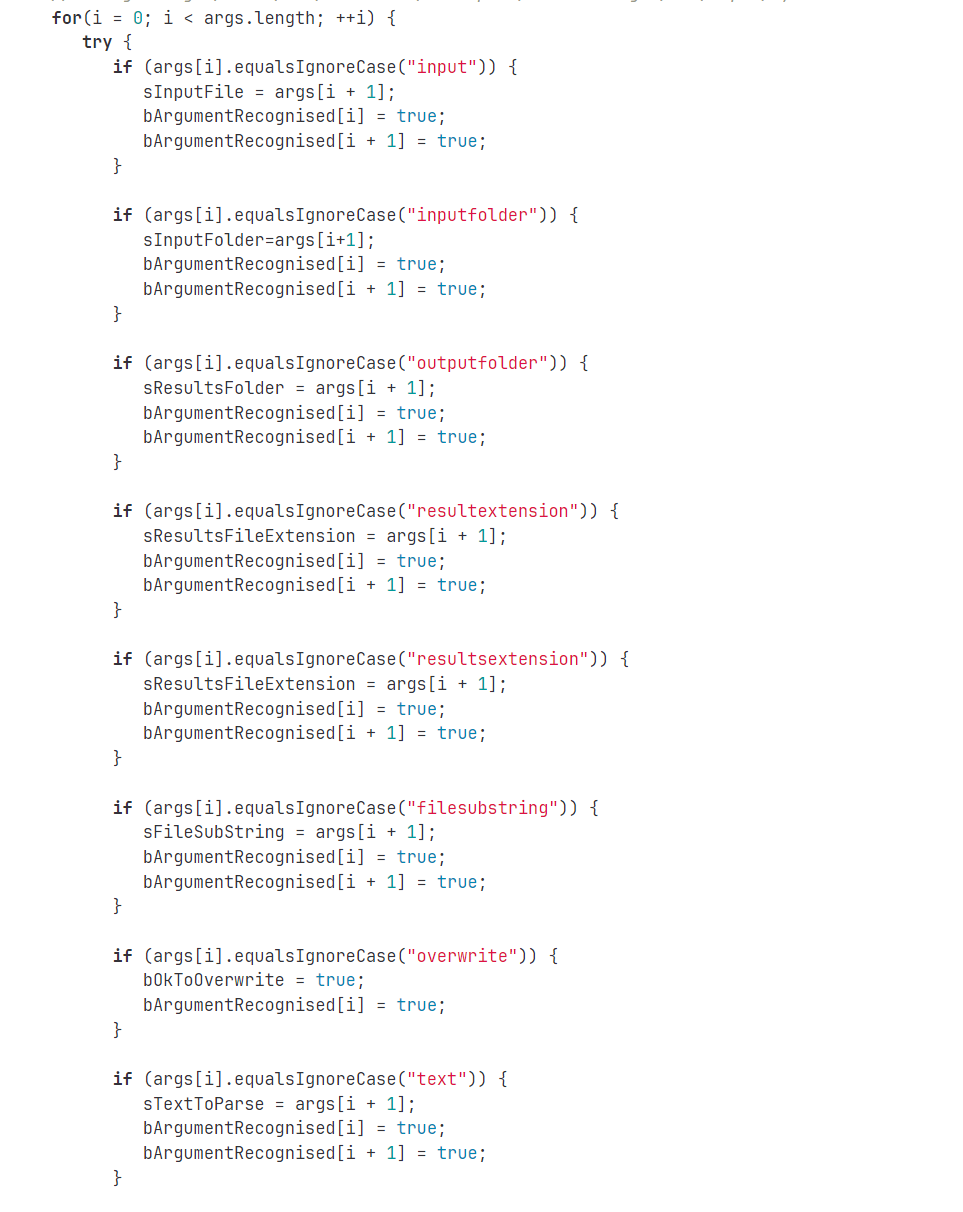 for(i = 0; i < args.length; ++i) {
   try {
      if (args[i].equalsIgnoreCase("input")) {
         sInputFile = args[i + 1];
         bArgumentRecognised[i] = true;
         bArgumentRecognised[i + 1] = true;
      }

      if (args[i].equalsIgnoreCase("inputfolder")) {
         sInputFolder=args[i+1];
         bArgumentRecognised[i] = true;
         bArgumentRecognised[i + 1] = true;
      }

      if (args[i].equalsIgnoreCase("outputfolder")) {
         sResultsFolder = args[i + 1];
         bArgumentRecognised[i] = true;
         bArgumentRecognised[i + 1] = true;
      }

      if (args[i].equalsIgnoreCase("resultextension")) {
         sResultsFileExtension = args[i + 1];
         bArgumentRecognised[i] = true;
         bArgumentRecognised[i + 1] = true;
      }

      if (args[i].equalsIgnoreCase("resultsextension")) {
         sResultsFileExtension = args[i + 1];
         bArgumentRecognised[i] = true;
         bArgumentRecognised[i + 1] = true;
      }

      if (args[i].equalsIgnoreCase("filesubstring")) {
         sFileSubString = args[i + 1];
         bArgumentRecognised[i] = true;
         bArgumentRecognised[i + 1] = true;
      }

      if (args[i].equalsIgnoreCase("overwrite")) {
         bOkToOverwrite = true;
         bArgumentRecognised[i] = true;
      }

      if (args[i].equalsIgnoreCase("text")) {
         sTextToParse = args[i + 1];
         bArgumentRecognised[i] = true;
         bArgumentRecognised[i + 1] = true;
      }